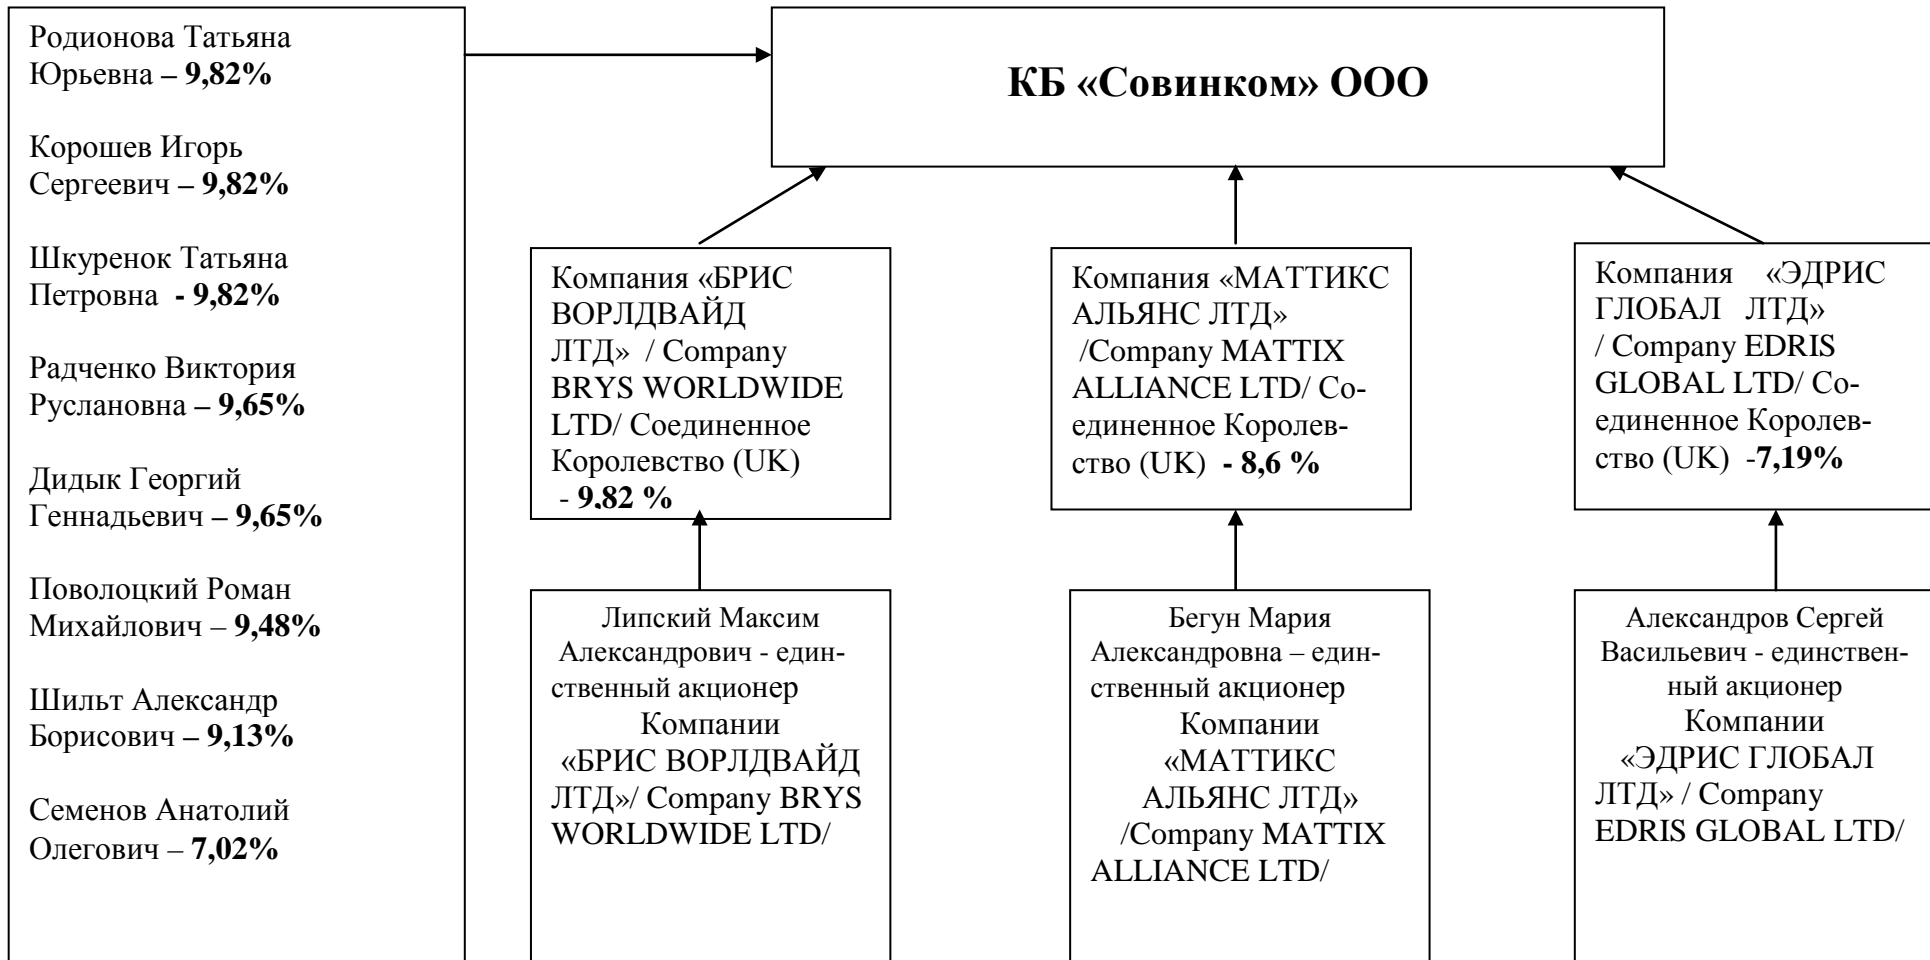 Родионова Татьяна
Юрьевна – 9,82%
Корошев Игорь
Сергеевич – 9,82%
Шкуренок Татьяна
Петровна - 9,82%
Радченко Виктория
Руслановна – 9,65%
Дидык Георгий
Геннадьевич – 9,65%
Поволоцкий Роман
Михайлович – 9,48%
Шильт Александр
Борисович – 9,13%
Семенов Анатолий
Олегович – 7,02%
КБ «Совинком» ООО
Компания «БРИС
ВОРЛДВАЙД
ЛТД» / Company
BRYS WORLDWIDE
LTD/ Соединенное
Королевство (UK)
- 9,82 %
Компания «МАТТИКС
АЛЬЯНС ЛТД»
/Company MATTIX
ALLIANCE LTD/ Со-
единенное Королев-
ство (UK) - 8,6 %
Компания «ЭДРИС
ГЛОБАЛ ЛТД»
/ Company EDRIS
GLOBAL LTD/ Со-
единенное Королев-
ство (UK) -7,19%
Липский Максим
Александрович - един-
ственный акционер
Компании
«БРИС ВОРЛДВАЙД
ЛТД»/ Company BRYS
WORLDWIDE LTD/
Бегун Мария
Александровна – един-
ственный акционер
Компании
«МАТТИКС
АЛЬЯНС ЛТД»
/Company MATTIX
ALLIANCE LTD/
Александров Сергей
Васильевич - единствен-
ный акционер
Компании
«ЭДРИС ГЛОБАЛ
ЛТД» / Company
EDRIS GLOBAL LTD/